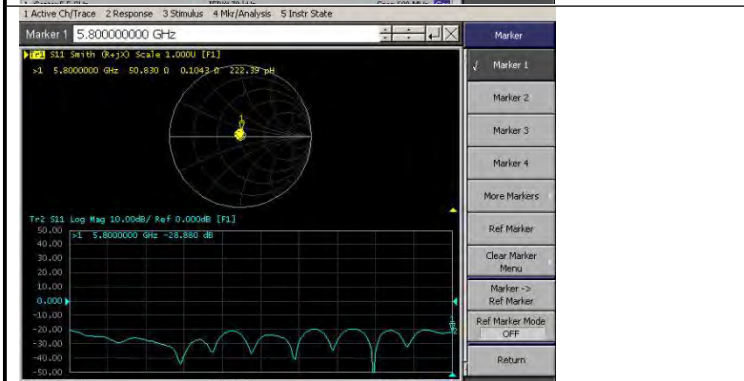 1 Active Ch/Trace 2 Response 3 Stimulus 4 Mkr/Analysis 5 Instr State
Marker 1 5.800000000 GHz
Marker
Tr1 S11 Smith (R+jX) Scale 1.000U [F1]
>1 5.8000000 GHz 50.830 Ω 0.1043 Ω 222.39 pH
1
√ Marker 1
Marker 2
Marker 3
Marker 4
More Markers
Ref Marker
Clear Marker
Menu
Marker ->
Ref Marker
Ref Marker Mode
OFF
Return
Tr2 S11 Log Mag 10.00dB/ Ref 0.000dB [F1]
>1 5.8000000 GHz -28.880 dB
50.00
40.00
30.00
20.00
10.00
0.000
-10.00
-20.00
-30.00
-40.00
-50.00